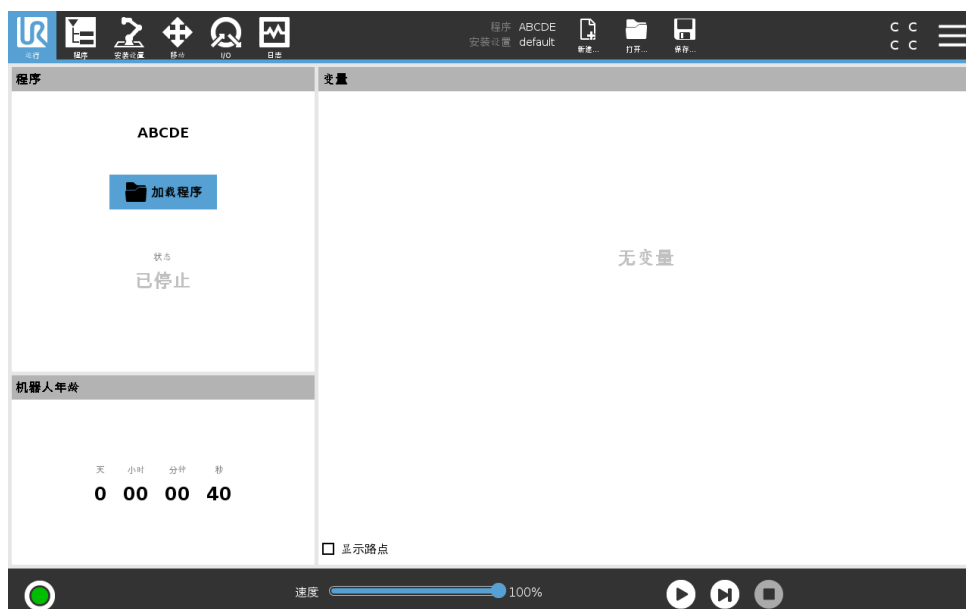 运行 程序 安装设置 移动 I/O 日志
程序 ABCDE
安装设置 default
新建... 打开... 保存...
C C
C C
程序
变量
ABCDE
加载程序
状态
已停止
无变量
机器人年龄
天 小时 分钟 秒
0 00 00 40
显示路点
速度 100%